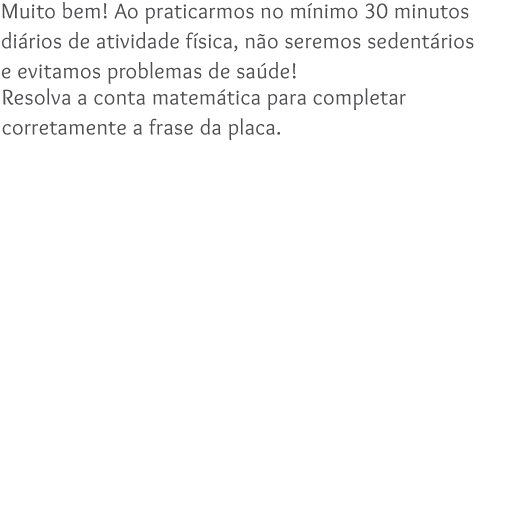 Muito bem! Ao praticarmos no mínimo 30 minutos
diários de atividade física, não seremos sedentários
e evitamos problemas de saúde!
Resolva a conta matemática para completar
corretamente a frase da placa.